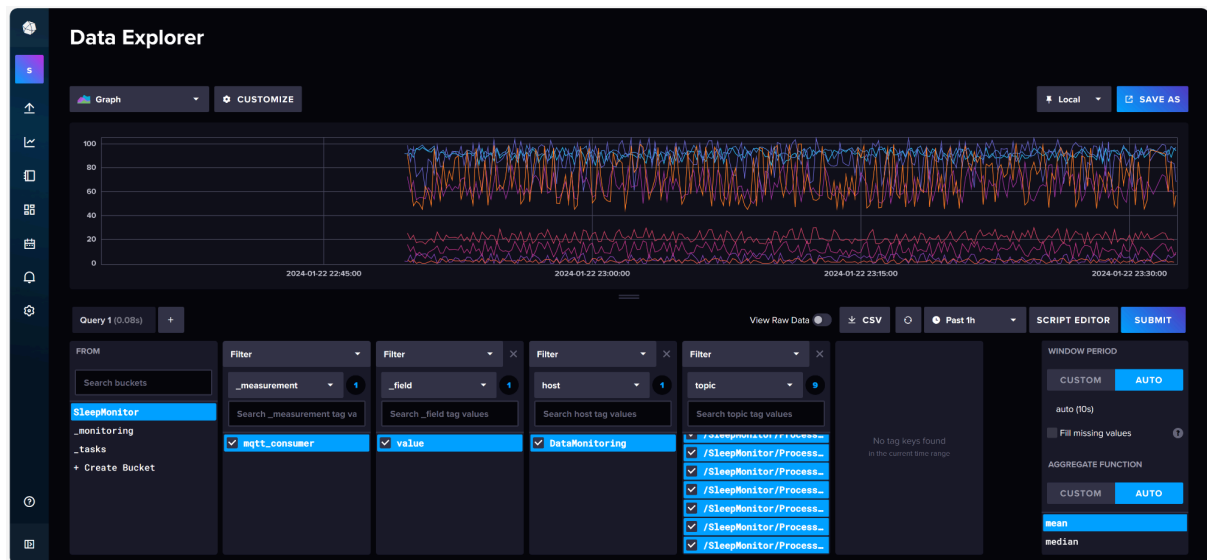 Data Explorer
S
Graph
CUSTOMIZE
Local
SAVE AS
100
80
60
40
20
0
2024-01-22 22:45:00
2024-01-22 23:00:00
2024-01-22 23:15:00
2024-01-22 23:30:00
Query 1 (0.08s)
+
View Raw Data
CSV
Past 1h
SCRIPT EDITOR
SUBMIT
FROM
Search buckets
SleepMonitor
_monitoring
_tasks
+ Create Bucket
Filter
_measurement
1
Search _measurement tag va
mqtt_consumer
Filter
_field
1
Search _field tag values
value
Filter
host
1
Search host tag values
DataMonitoring
Filter
topic
9
Search topic tag values
/SleepMonitor/Process…
/SleepMonitor/Process…
/SleepMonitor/Process…
/SleepMonitor/Process…
/SleepMonitor/Process…
/SleepMonitor/Process…
/SleepMonitor/Process…
No tag keys found
in the current time range
WINDOW PERIOD
CUSTOM
AUTO
auto (10s)
Fill missing values
?
AGGREGATE FUNCTION
CUSTOM
AUTO
mean
median